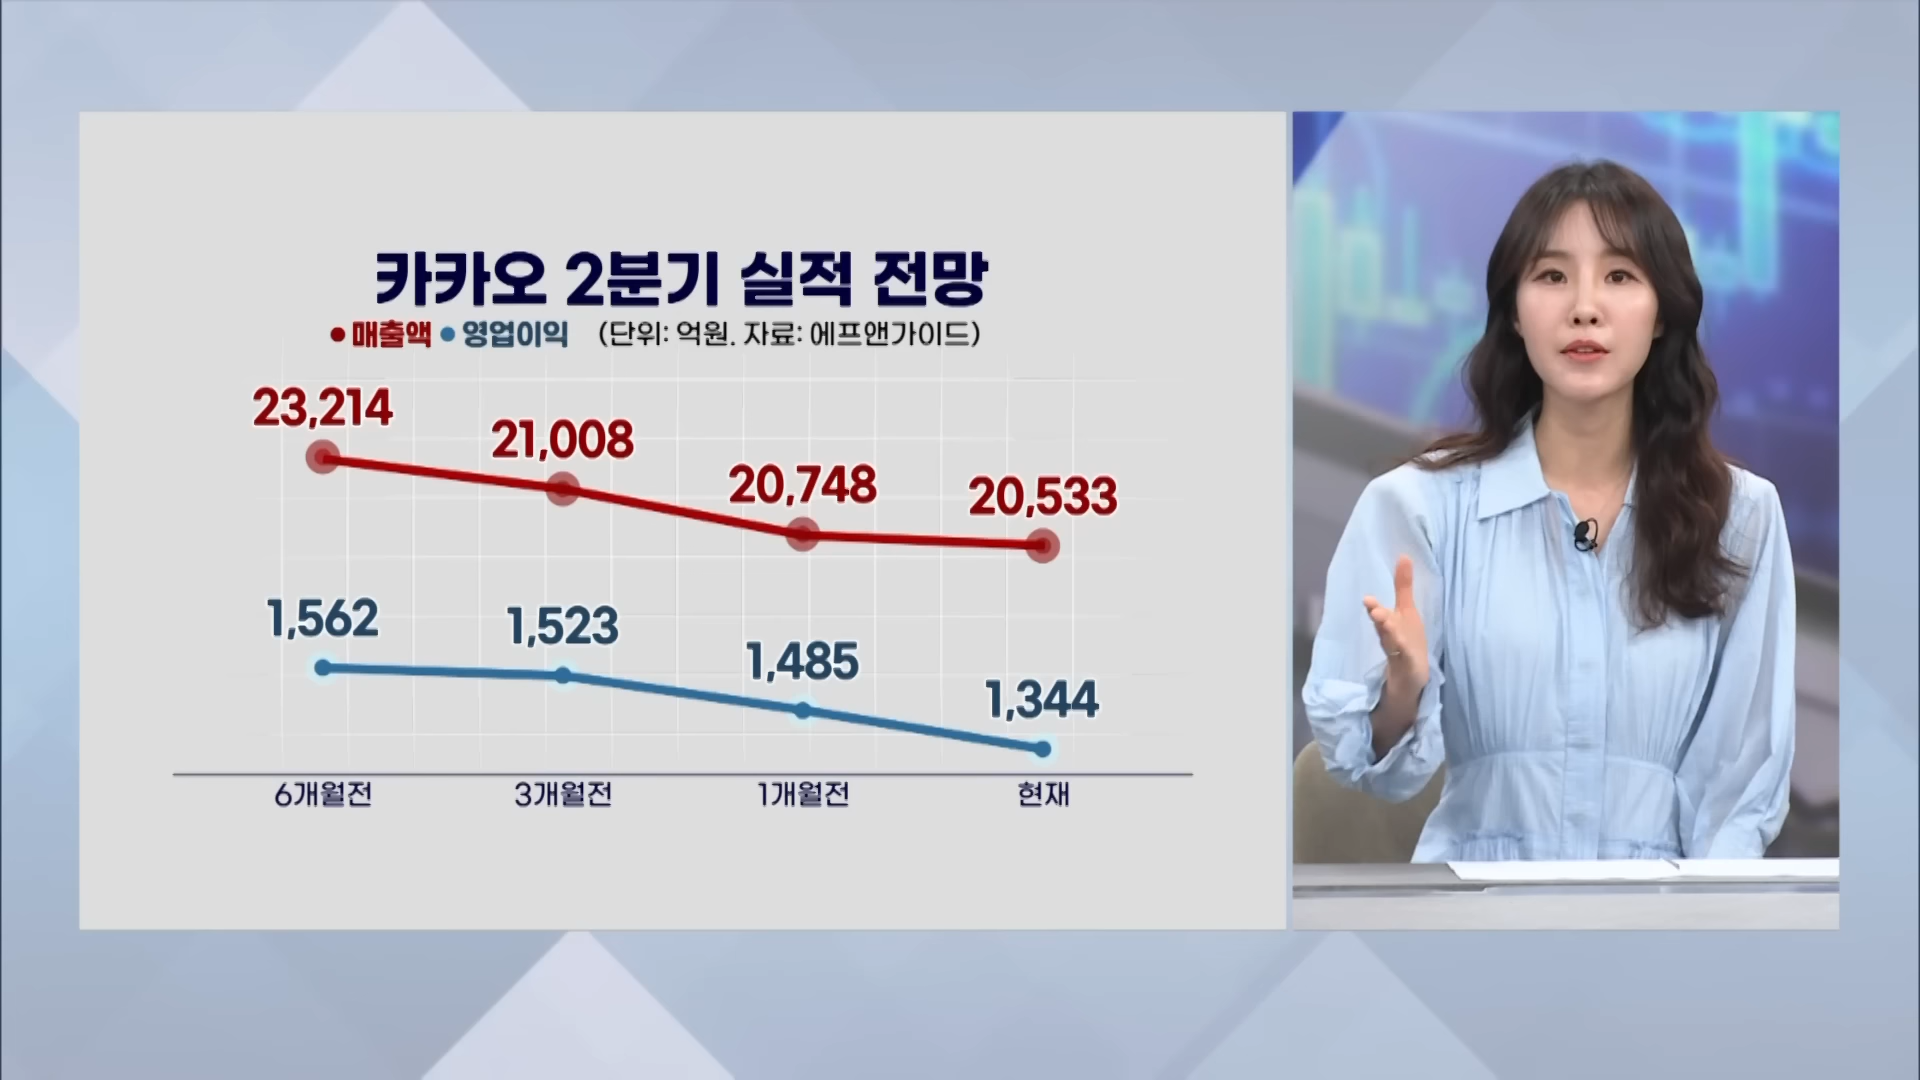 카카오 2분기 실적 전망
• 매출액 • 영업이익 (단위: 억원. 자료: 에프앤가이드)
23,214
21,008
20,748
20,533
1,562
1,523
1,485
1,344
6개월전 3개월전 1개월전 현재